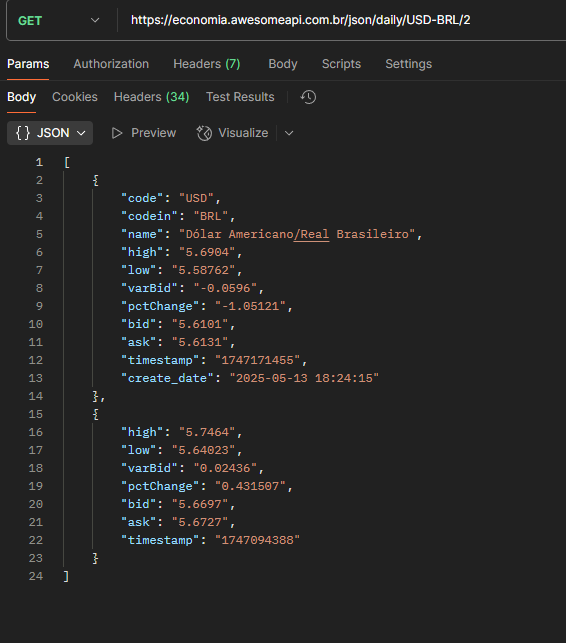 GET https://economia.awesomeapi.com.br/json/daily/USD-BRL/2
Params Authorization Headers (7) Body Scripts Settings
Body Cookies Headers (34) Test Results
{} JSON Preview Visualize
1 [
2 {
3 "code": "USD",
4 "codein": "BRL",
5 "name": "Dólar Americano/Real Brasileiro",
6 "high": "5.6904",
7 "low": "5.58762",
8 "varBid": "-0.0596",
9 "pctChange": "-1.05121",
10 "bid": "5.6101",
11 "ask": "5.6131",
12 "timestamp": "1747171455",
13 "create_date": "2025-05-13 18:24:15"
14 },
15 {
16 "high": "5.7464",
17 "low": "5.64023",
18 "varBid": "0.02436",
19 "pctChange": "0.431507",
20 "bid": "5.6697",
21 "ask": "5.6727",
22 "timestamp": "1747094388"
23 }
24 ]